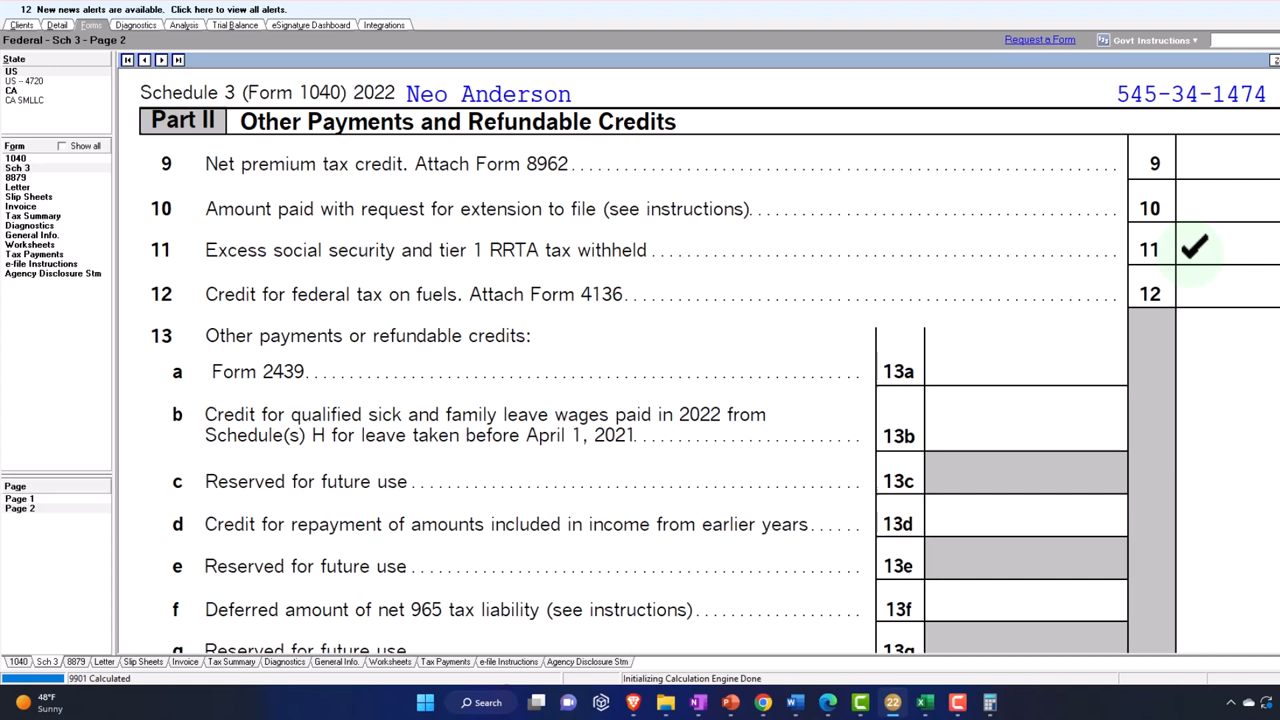 12 New news alerts are available. Click here to view all alerts.
Clients Detail Forms Diagnostics Analysis Trial Balance eSignature Dashboard Integrations
Federal - Sch 3 - Page 2
Request a Form Govt Instructions
State
US
US - 4720
CA
CA SMLLC
Form Show all
1040
Sch 3
8879
Letter
Slip Sheets
Invoice
Tax Summary
Diagnostics
General Info.
Worksheets
Tax Payments
e-file Instructions
Agency Disclosure Stm
Page
Page 1
Page 2
Schedule 3 (Form 1040) 2022 Neo Anderson 545-34-1474
Part II Other Payments and Refundable Credits
9 Net premium tax credit. Attach Form 8962 9
10 Amount paid with request for extension to file (see instructions) 10
11 Excess social security and tier 1 RRTA tax withheld 11
12 Credit for federal tax on fuels. Attach Form 4136 12
13 Other payments or refundable credits:
a Form 2439 13a
b Credit for qualified sick and family leave wages paid in 2022 from
Schedule(s) H for leave taken before April 1, 2021 13b
c Reserved for future use 13c
d Credit for repayment of amounts included in income from earlier years 13d
e Reserved for future use 13e
f Deferred amount of net 965 tax liability (see instructions) 13f
g Reserved for future use 13g
1040 Sch 3 8879 Letter Slip Sheets Invoice Tax Summary Diagnostics General Info. Worksheets Tax Payments e-file Instructions Agency Disclosure Stm
9901 Calculated Initializing Calculation Engine Done
48°F
Sunny
Search
22